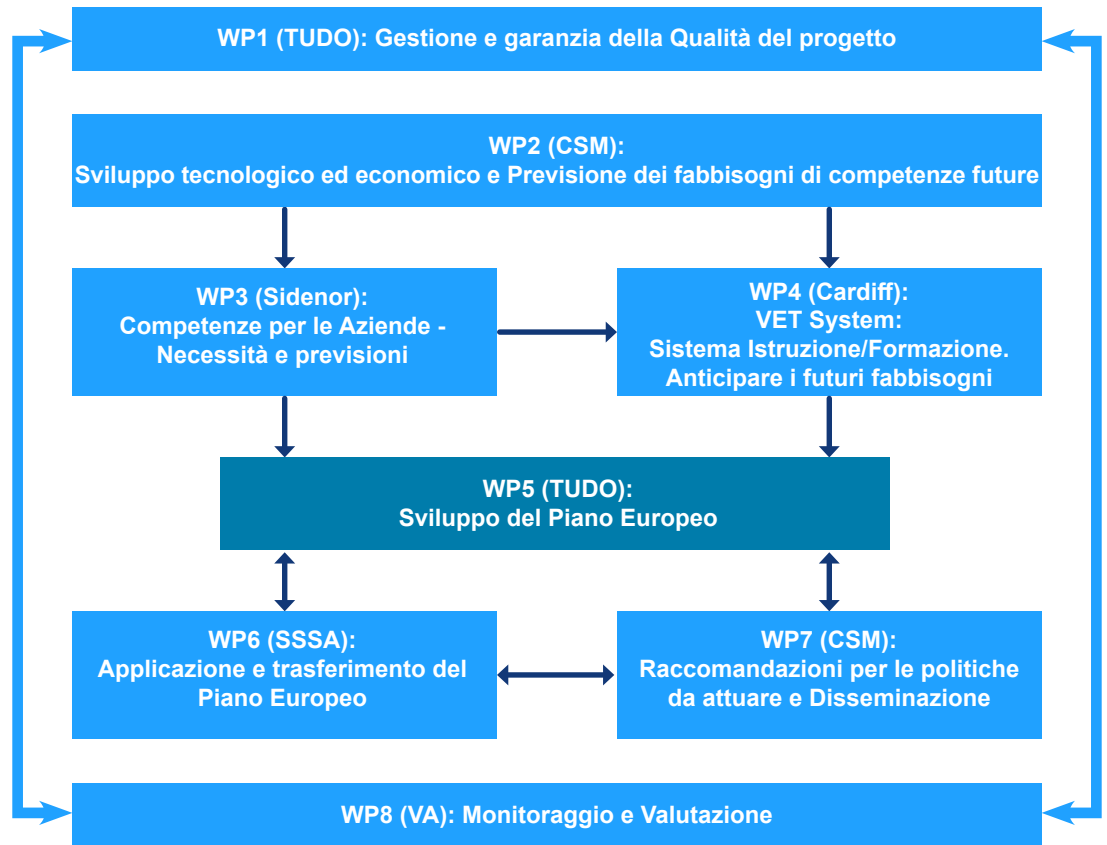 WP1 (TUDO): Gestione e garanzia della Qualità del progetto
WP2 (CSM):
Sviluppo tecnologico ed economico e Previsione dei fabbisogni di competenze future
WP3 (Sidenor):
Competenze per le Aziende -
Necessità e previsioni
WP4 (Cardiff):
VET System:
Sistema Istruzione/Formazione.
Anticipare i futuri fabbisogni
WP5 (TUDO):
Sviluppo del Piano Europeo
WP6 (SSSA):
Applicazione e trasferimento del
Piano Europeo
WP7 (CSM):
Raccomandazioni per le politiche
da attuare e Disseminazione
WP8 (VA): Monitoraggio e Valutazione